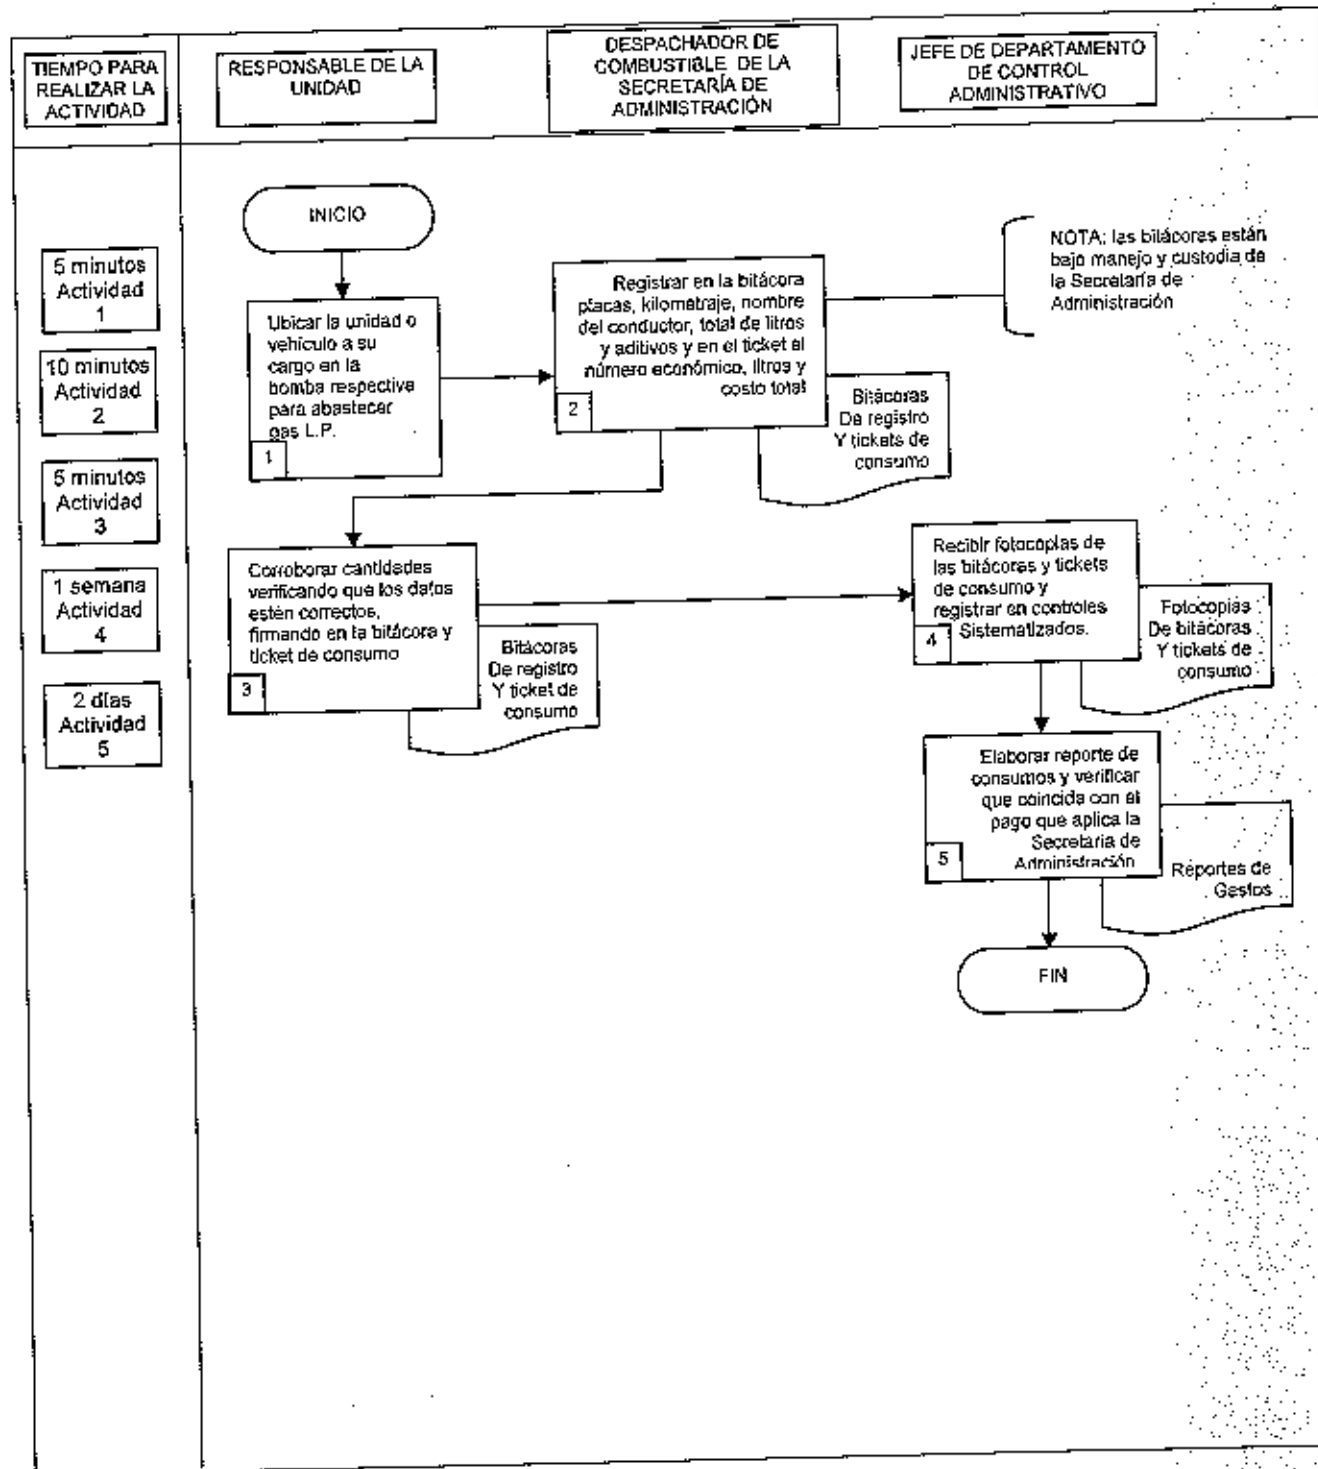 TIEMPO PARA
REALIZAR LA
ACTIVIDAD
RESPONSABLE DE LA
UNIDAD
DESPACHADOR DE
COMBUSTIBLE DE LA
SECRETARÍA DE
ADMINISTRACIÓN
JEFE DE DEPARTAMENTO
DE CONTROL
ADMINISTRATIVO
INICIO
5 minutos
Actividad
1
10 minutos
Actividad
2
5 minutos
Actividad
3
1 semana
Actividad
4
2 días
Actividad
5
Ubicar la unidad o
vehículo a su
cargo en la
bomba respectiva
para abastecer
gas L.P.
1
Registrar en la bitácora
placas, kilometraje, nombre
del conductor, total de litros
y aditivos y en el ticket el
número económico, litros y
costo total
2
Bitácoras
De registro
Y tickets de
consumo
NOTA: las bitácoras están
bajo manejo y custodia de
la Secretaría de
Administración
Corroborar cantidades
verificando que los datos
estén correctos,
firmando en la bitácora y
ticket de consumo
3
Bitácoras
De registro
Y ticket de
consumo
Recibir fotocopias de
las bitácoras y tickets
de consumo y
registrar en controles
Sistematizados.
4
Fotocopias
De bitácoras
Y tickets de
consumo
Elaborar reporte de
consumos y verificar
que coincida con el
pago que aplica la
Secretaría de
Administración
5
Reportes de
Gastos
FIN